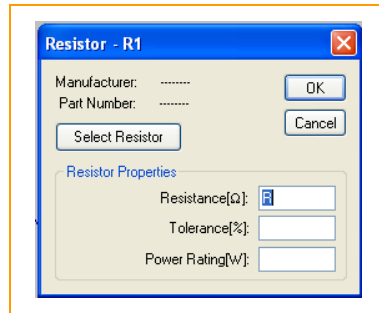 Resistor - R1
Manufacturer: --------
OK
Part Number: --------
Cancel
Select Resistor
Resistor Properties
Resistance[Ω]: R
Tolerance[%]:
Power Rating[W]: